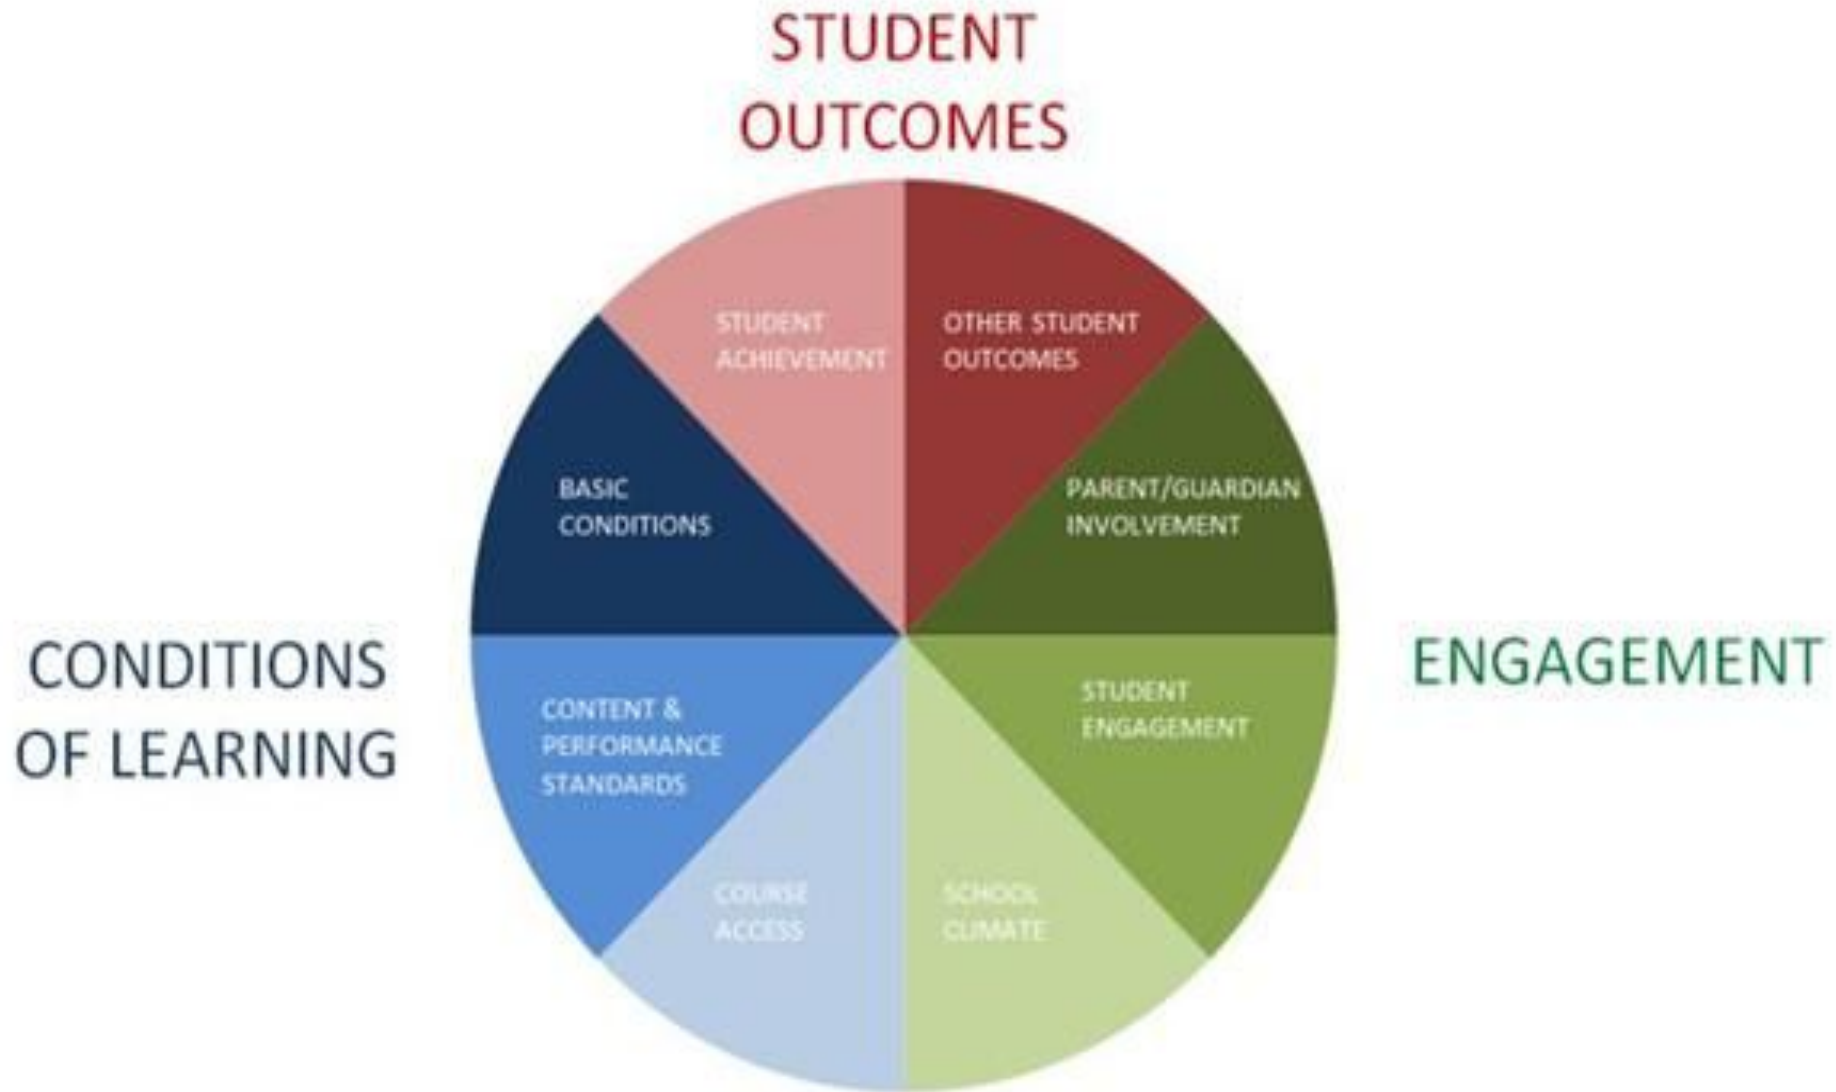 STUDENT
OUTCOMES
STUDENT
ACHIEVEMENT
OTHER STUDENT
OUTCOMES
BASIC
CONDITIONS
PARENT/GUARDIAN
INVOLVEMENT
CONDITIONS
OF LEARNING
CONTENT &
PERFORMANCE
STANDARDS
STUDENT
ENGAGEMENT
ENGAGEMENT
COURSE
ACCESS
SCHOOL
CLIMATE